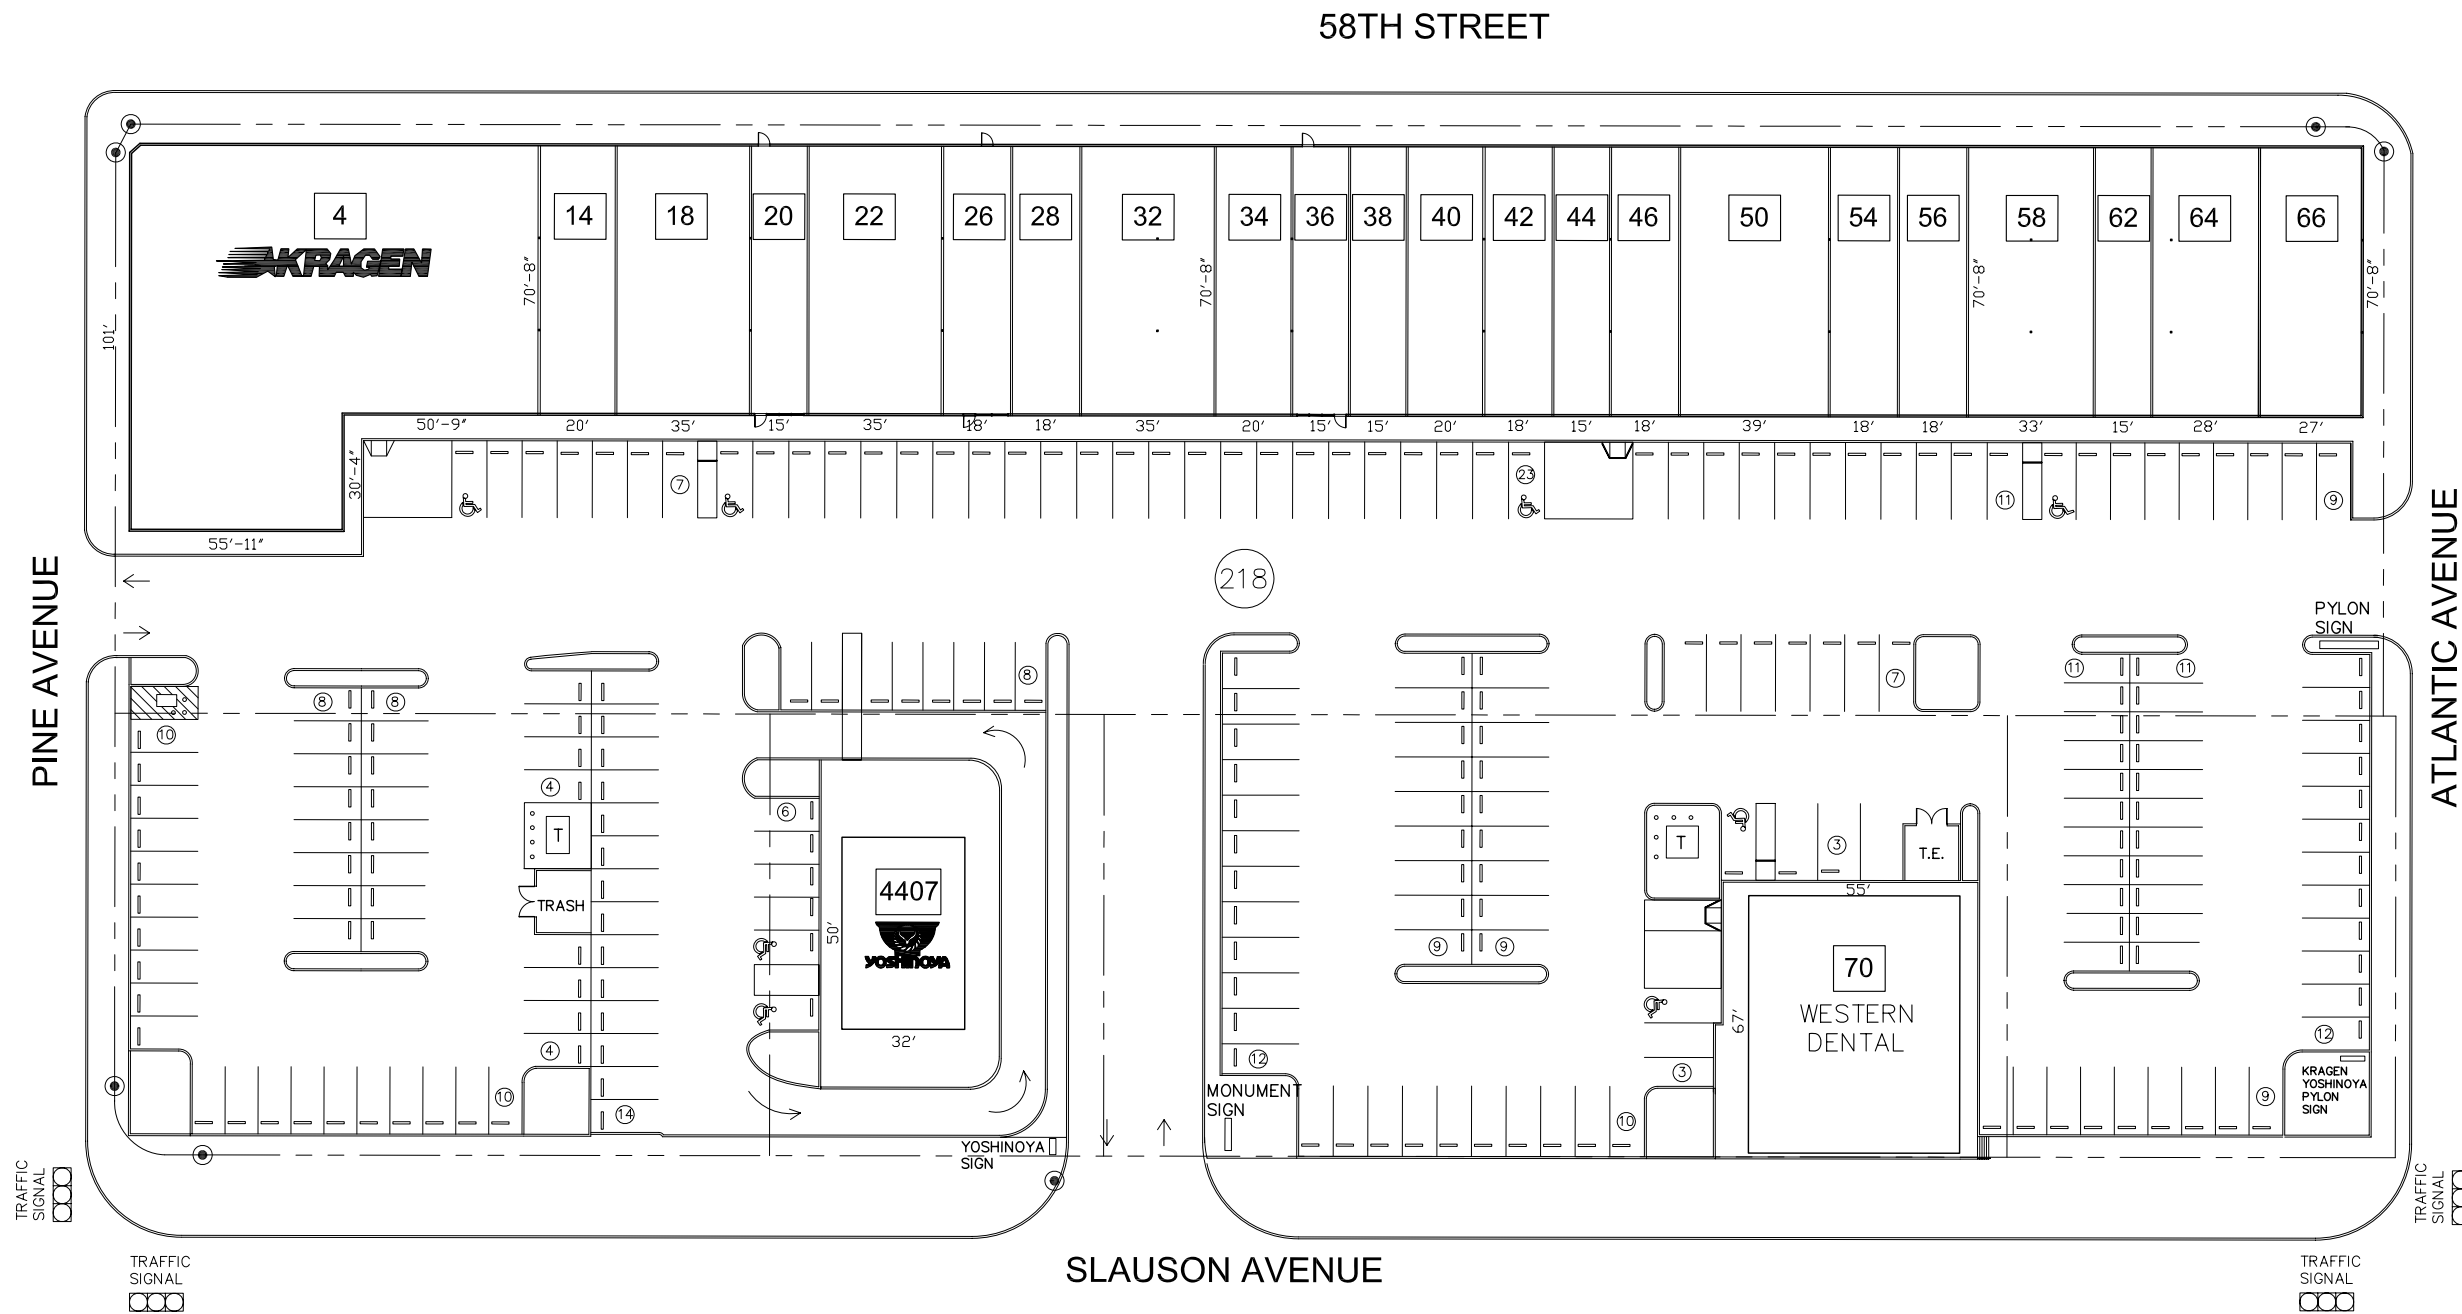 58TH STREET
4
14
18
20
22
26
28
32
34
36
38
40
42
44
46
50
54
56
58
62
64
66
KRAGEN
70'-8"
70'-8"
70'-8"
70'-8"
101'
50'-9"
20'
35'
15'
35'
18'
18'
35'
20'
15'
15'
20'
18'
15'
18'
39'
18'
18'
33'
15'
28'
27'
30'-4"
7
23
11
9
55'-11"
PINE AVENUE
ATLANTIC AVENUE
218
PYLON
SIGN
8
8
8
7
11
11
10
4
6
T
T
3
T.E.
TRASH
4407
YOSHINOYA
50'
32'
55'
70
WESTERN
DENTAL
67'
9
9
4
12
12
3
10
14
10
9
MONUMENT
SIGN
KRAGEN
YOSHINOYA
PYLON
SIGN
YOSHINOYA
SIGN
TRAFFIC
SIGNAL
TRAFFIC
SIGNAL
TRAFFIC
SIGNAL
SLAUSON AVENUE
TRAFFIC
SIGNAL